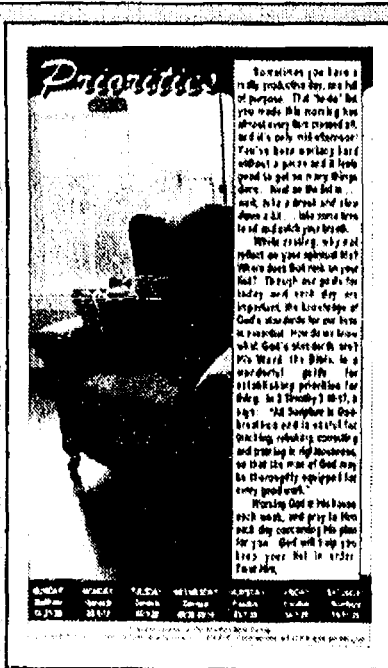 Priorities
Sometimes you have a
really productive day, one full
of purpose. That "to-do" list
you made this morning has
almost every item crossed off,
and it's only mid-afternoon!
You've been working hard
without a pause and it feels
good to get so many things
done. Next on the list is . . .
well, take a break and slow
down a bit . . . take some time
to sit and catch your breath.
While resting, why not
reflect on your spiritual life?
Where does that rank on your
list? Though our goals for
today and each day are
important, the knowledge of
God's standards for our lives
is essential. How do we know
what God's standards are?
His Word, the Bible, is a
wonderful guide for
establishing priorities for
living. In 2 Timothy 3:16-17, it
says: "All Scripture is God-
breathed and is useful for
teaching, rebuking, correcting
and training in righteousness,
so that the man of God may
be thoroughly equipped for
every good work."
Worship God in His house
each week, and pray to Him
each day concerning His plan
for you. God will help you
keep your list in order.
Trust Him.
SUNDAY MONDAY TUESDAY WEDNESDAY THURSDAY FRIDAY SATURDAY